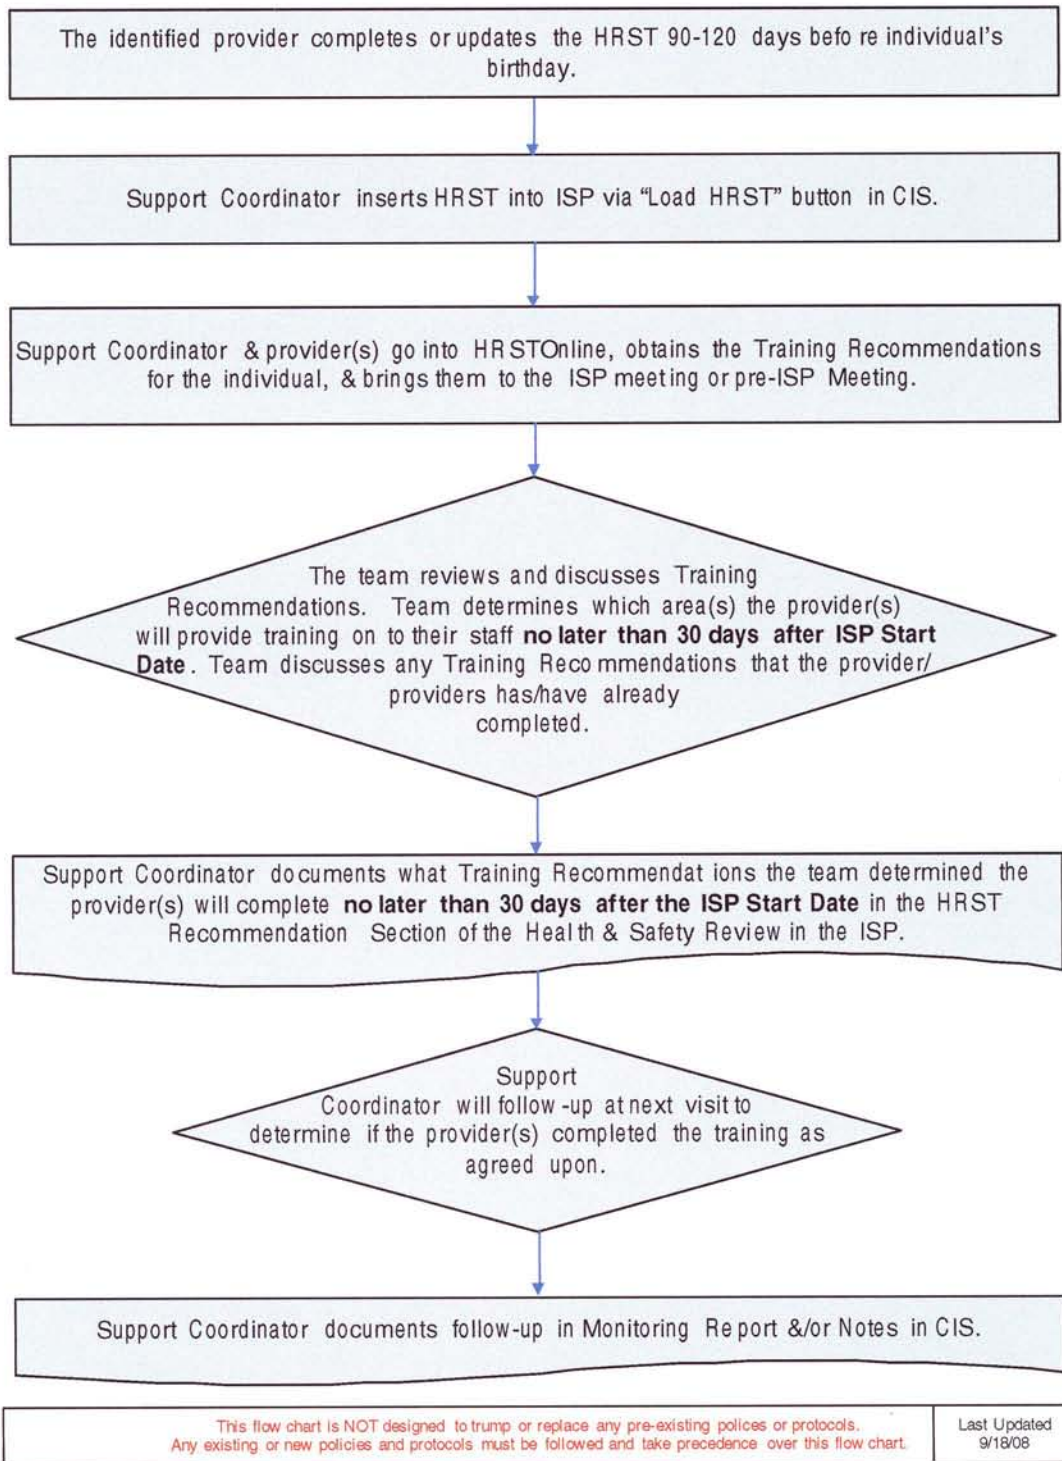 The identified provider completes or updates the HRST 90-120 days befo re individual's
birthday.
Support Coordinator inserts HRST into ISP via “Load HRST” button in CIS.
Support Coordinator & provider(s) go into HRSTOnline, obtains the Training Recommendations
for the individual, & brings them to the ISP meeting or pre-ISP Meeting.
The team reviews and discusses Training
Recommendations. Team determines which area(s) the provider(s)
will provide training on to their staff no later than 30 days after ISP Start
Date. Team discusses any Training Reco mmendations that the provider/
providers has/have already
completed.
Support Coordinator documents what Training Recommendat ions the team determined the
provider(s) will complete no later than 30 days after the ISP Start Date in the HRST
Recommendation Section of the Health & Safety Review in the ISP.
Support
Coordinator will follow -up at next visit to
determine if the provider(s) completed the training as
agreed upon.
Support Coordinator documents follow-up in Monitoring Report &/or Notes in CIS.
This flow chart is NOT designed to trump or replace any pre-existing polices or protocols.
Any existing or new policies and protocols must be followed and take precedence over this flow chart.
Last Updated
9/18/08